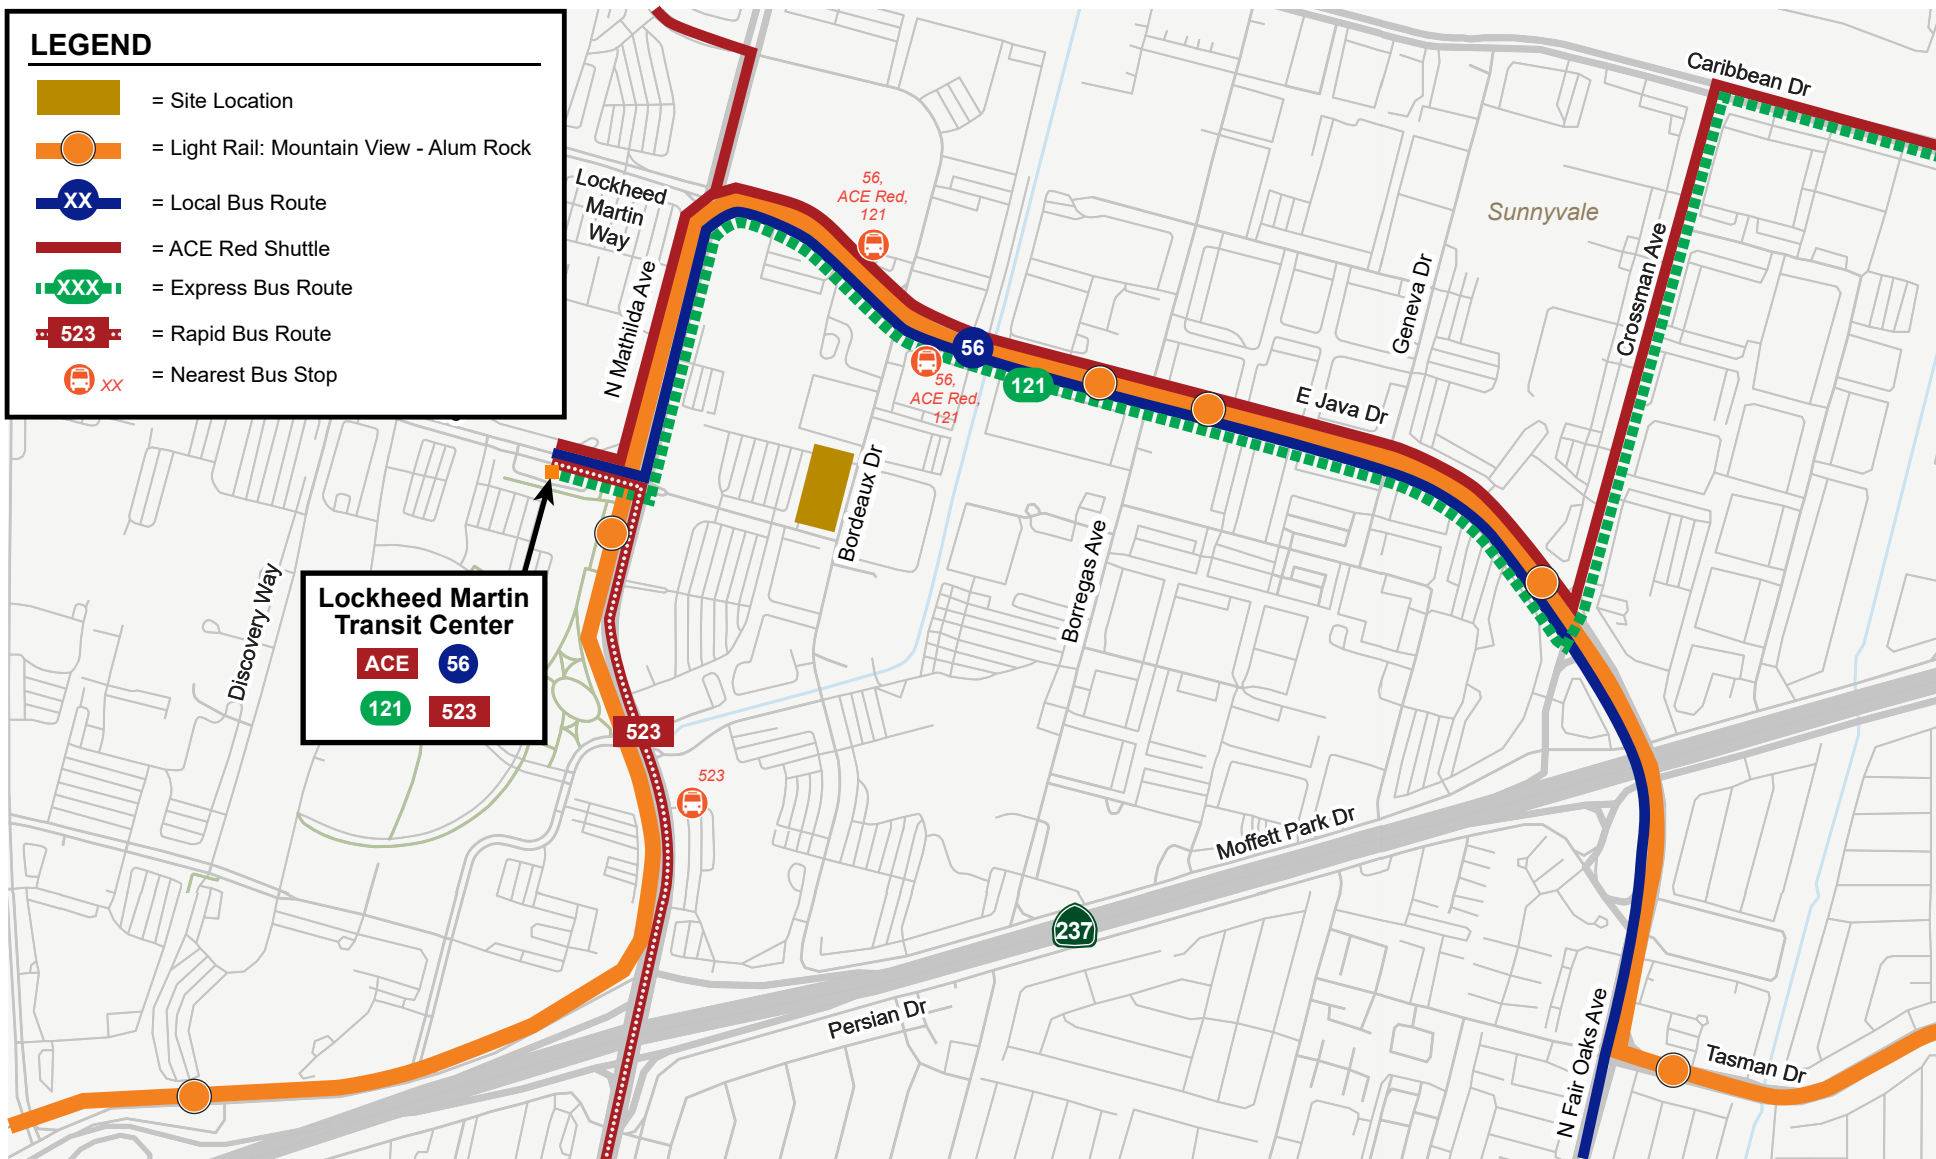 LEGEND
= Site Location
= Light Rail: Mountain View - Alum Rock
XX
= Local Bus Route
= ACE Red Shuttle
XXX
= Express Bus Route
523
= Rapid Bus Route
XX
= Nearest Bus Stop
Caribbean Dr
Lockheed
Martin
Way
56,
ACE Red,
121
Sunnyvale
N Mathilda Ave
Geneva Dr
Crossman Ave
56
121
56,
ACE Red,
121
E Java Dr
Bordeaux Dr
Borregas Ave
Discovery Way
Lockheed Martin
Transit Center
ACE
56
121
523
523
523
Moffett Park Dr
237
Persian Dr
N Fair Oaks Ave
Tasman Dr